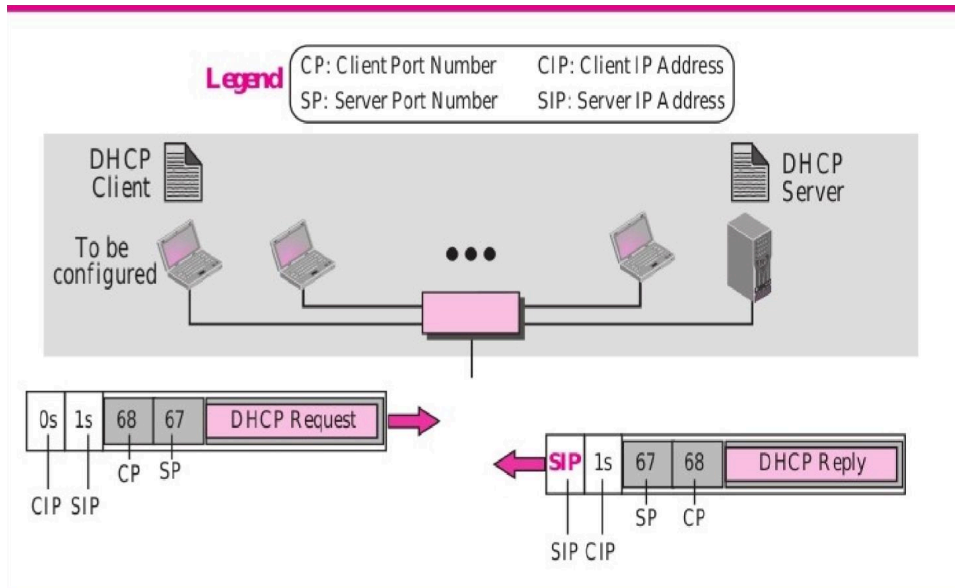 Legend
CP: Client Port Number CIP: Client IP Address
SP: Server Port Number SIP: Server IP Address
DHCP
Client
DHCP
Server
To be
configured
0s 1s 68 67 DHCP Request
CP SP
CIP SIP
SIP 1s 67 68 DHCP Reply
SP CP
SIP CIP